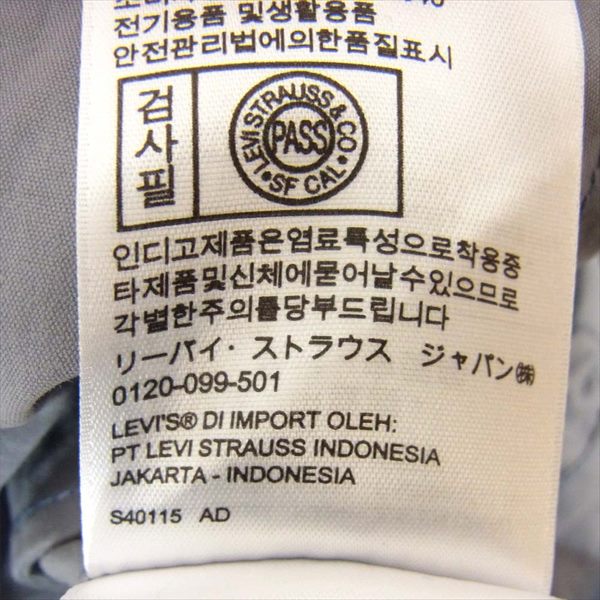 전기용품 및생활용품
안전관리법에의한품질표시
검사필
LEVI STRAUSS & CO
PASS
• SF CAL •
인디고제품은염료특성으로착용중
타제품및신체에묻어날수있으므로
각별한주의를당부드립니다
リーバイ・ストラウス ジャパン㈱
0120-099-501
LEVI'S® DI IMPORT OLEH:
PT LEVI STRAUSS INDONESIA
JAKARTA - INDONESIA
S40115 AD